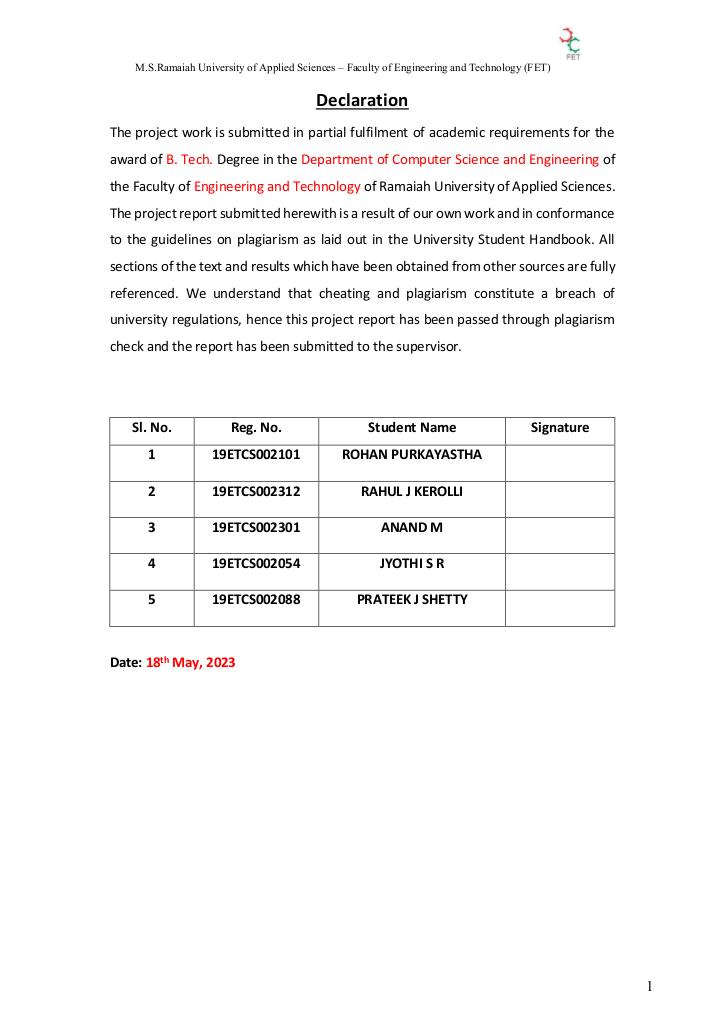 FET
M.S.Ramaiah University of Applied Sciences – Faculty of Engineering and Technology (FET)
Declaration
The project work is submitted in partial fulfilment of academic requirements for the
award of B. Tech. Degree in the Department of Computer Science and Engineering of
the Faculty of Engineering and Technology of Ramaiah University of Applied Sciences.
The project report submitted herewith is a result of our own work and in conformance
to the guidelines on plagiarism as laid out in the University Student Handbook. All
sections of the text and results which have been obtained from other sources are fully
referenced. We understand that cheating and plagiarism constitute a breach of
university regulations, hence this project report has been passed through plagiarism
check and the report has been submitted to the supervisor.
Sl. No. Reg. No. Student Name Signature
1 19ETCS002101 ROHAN PURKAYASTHA
2 19ETCS002312 RAHUL J KEROLLI
3 19ETCS002301 ANAND M
4 19ETCS002054 JYOTHI S R
5 19ETCS002088 PRATEEK J SHETTY
Date: 18th May, 2023
1